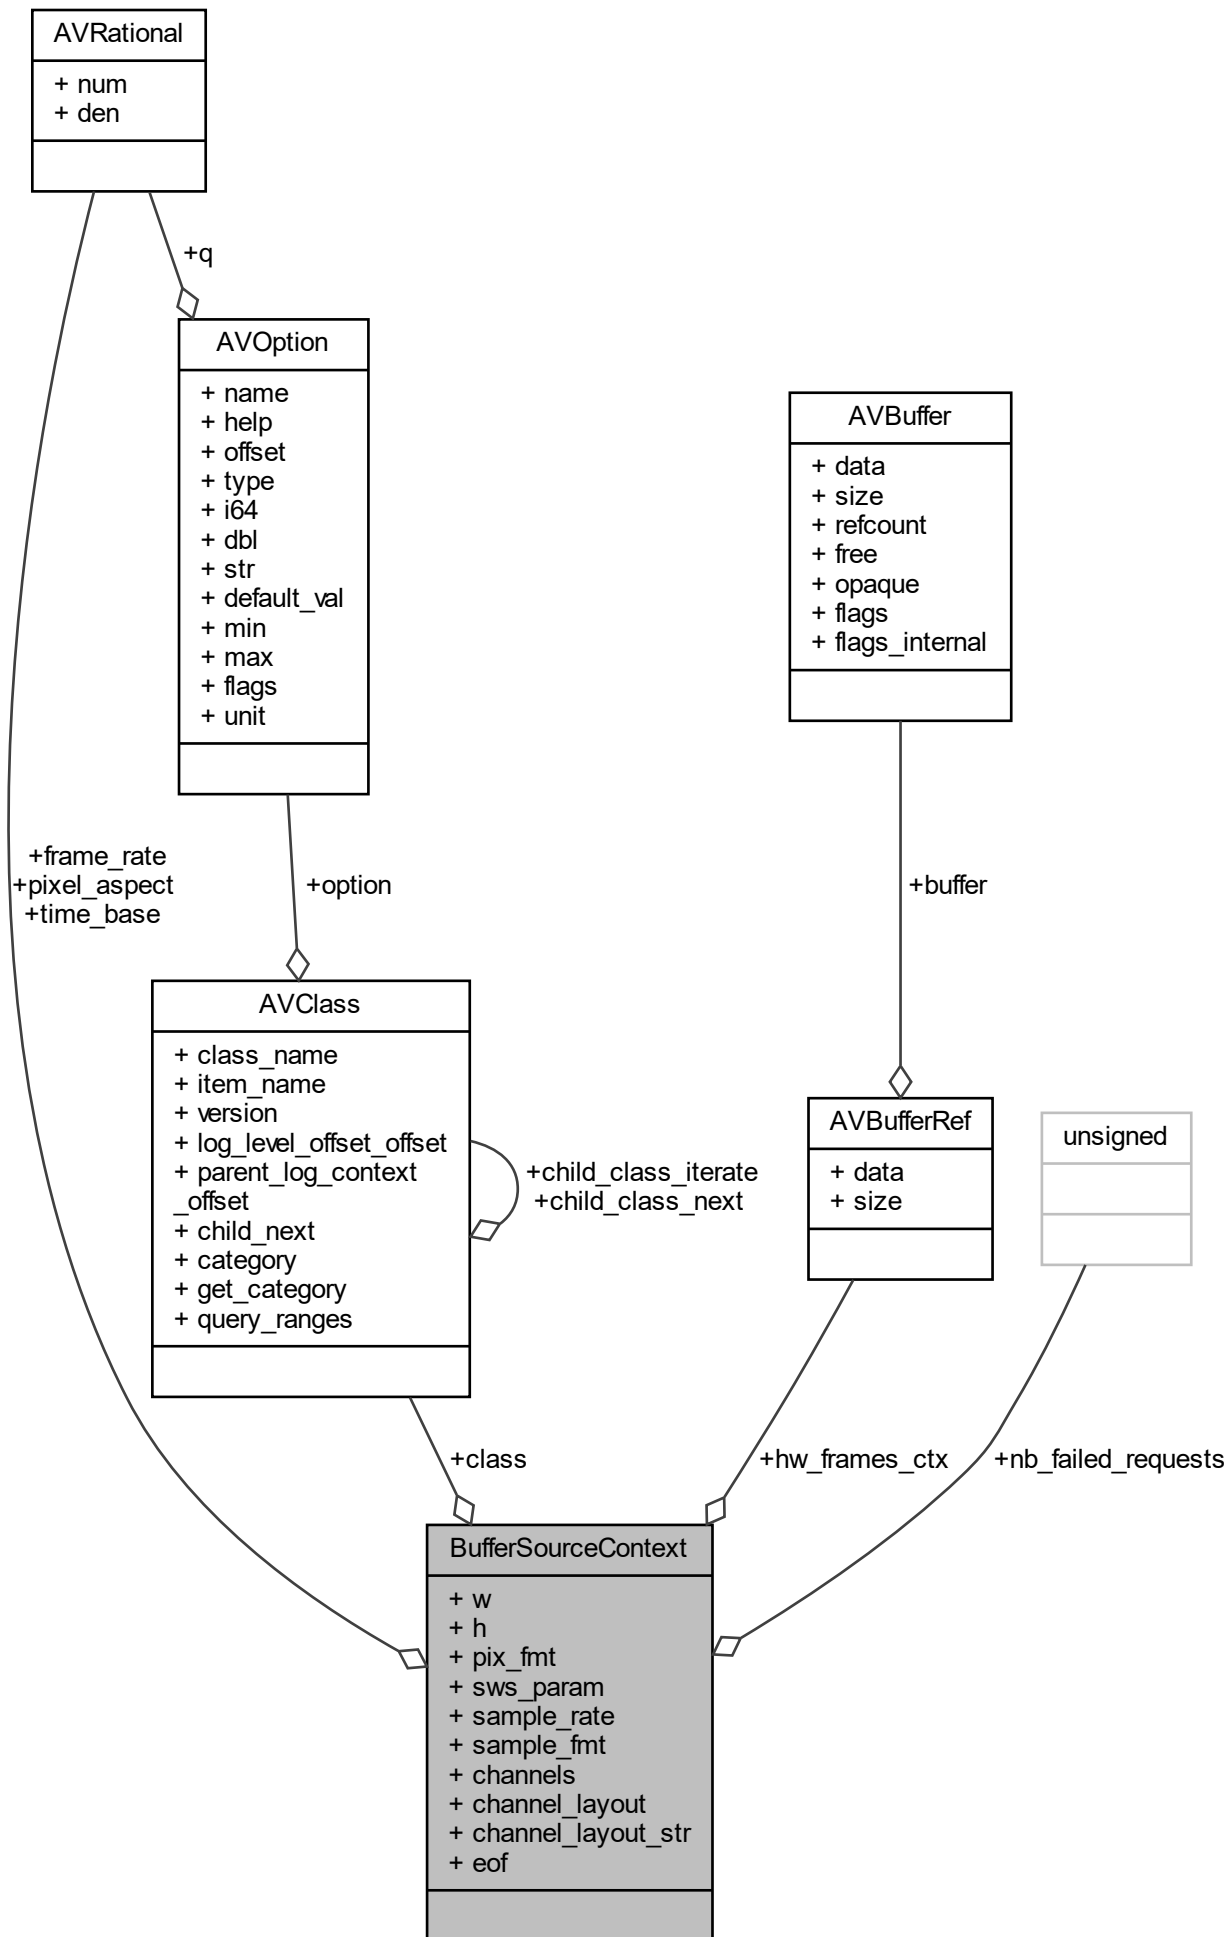 AVRational
+ num
+ den
+q
AVOption
+ name
+ help
+ offset
+ type
+ i64
+ dbl
+ str
+ default_val
+ min
+ max
+ flags
+ unit
AVBuffer
+ data
+ size
+ refcount
+ free
+ opaque
+ flags
+ flags_internal
+frame_rate
+pixel_aspect
+time_base
+option
+buffer
AVClass
+ class_name
+ item_name
+ version
+ log_level_offset_offset
+ parent_log_context
_offset
+ child_next
+ category
+ get_category
+ query_ranges
+child_class_iterate
+child_class_next
AVBufferRef
+ data
+ size
unsigned
+class
+hw_frames_ctx
+nb_failed_requests
BufferSourceContext
+ w
+ h
+ pix_fmt
+ sws_param
+ sample_rate
+ sample_fmt
+ channels
+ channel_layout
+ channel_layout_str
+ eof